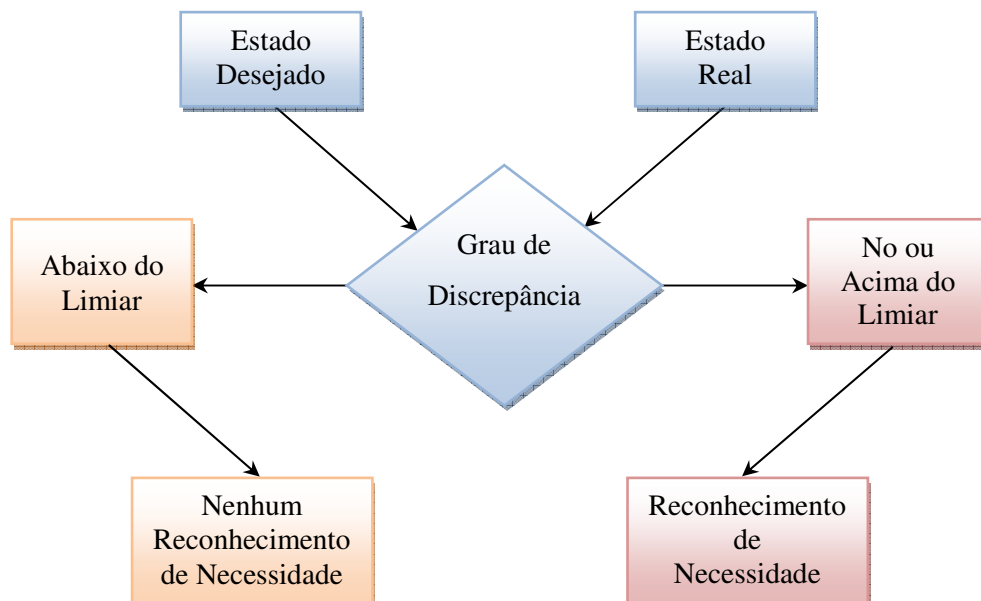 Estado
Desejado
Estado
Real
Grau de
Discrepância
Abaixo do
Limiar
No ou
Acima do
Limiar
Nenhum
Reconhecimento
de Necessidade
Reconhecimento
de
Necessidade